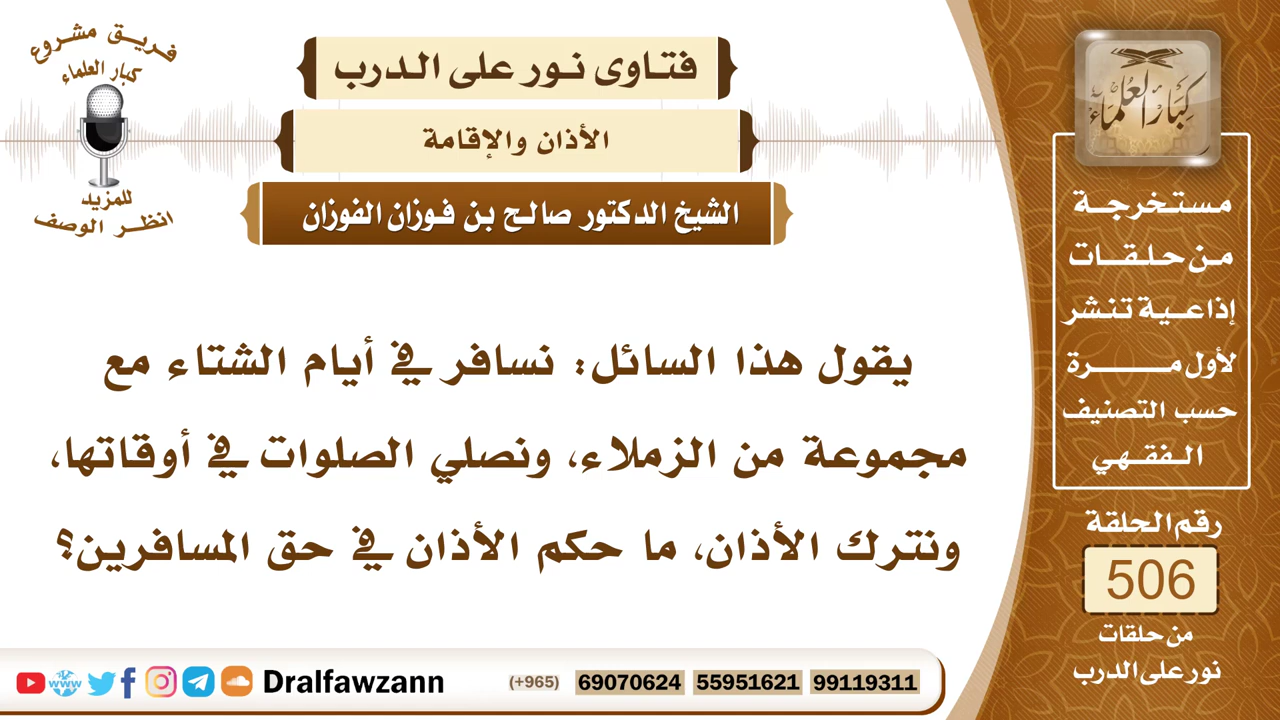 فريق مشروع
كبار العلماء
للمزيد
انظر الوصف
فتاوى نور على الدرب
الأذان والإقامة
الشيخ الدكتور صالح بن فوزان الفوزان
يقول هذا السائل: نسافر في أيام الشتاء مع
مجموعة من الزملاء، ونصلي الصلوات في أوقاتها،
ونترك الأذان، ما حكم الأذان في حق المسافرين؟
كبار العلماء
مستخرجة
من حلقات
إذاعية تنشر
لأول مرة
حسب التصنيف
الفقهي
رقم الحلقة
506
من حلقات
نور على الدرب
www Dralfawzann (+965) 69070624 55951621 99119311